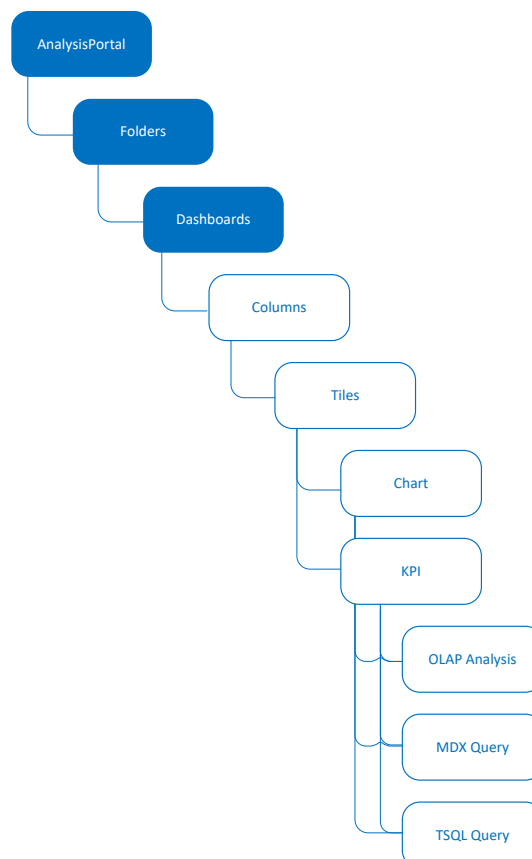 AnalysisPortal
Folders
Dashboards
Columns
Tiles
Chart
KPI
OLAP Analysis
MDX Query
TSQL Query